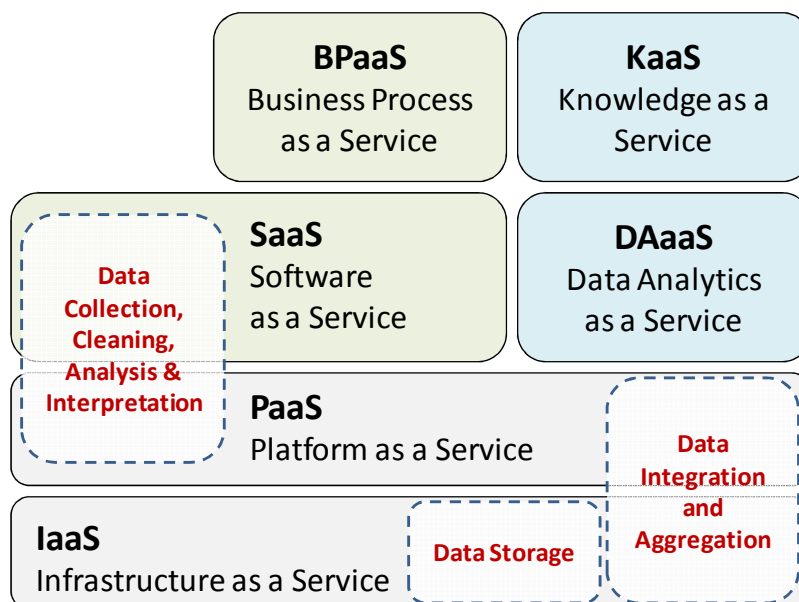 BPaaS
Business Process
as a Service
KaaS
Knowledge as a
Service
SaaS
Software
as a Service
DAaaS
Data Analytics
as a Service
Data
Collection,
Cleaning,
Analysis &
Interpretation
PaaS
Platform as a Service
Data
Integration
and
Aggregation
IaaS
Infrastructure as a Service
Data Storage